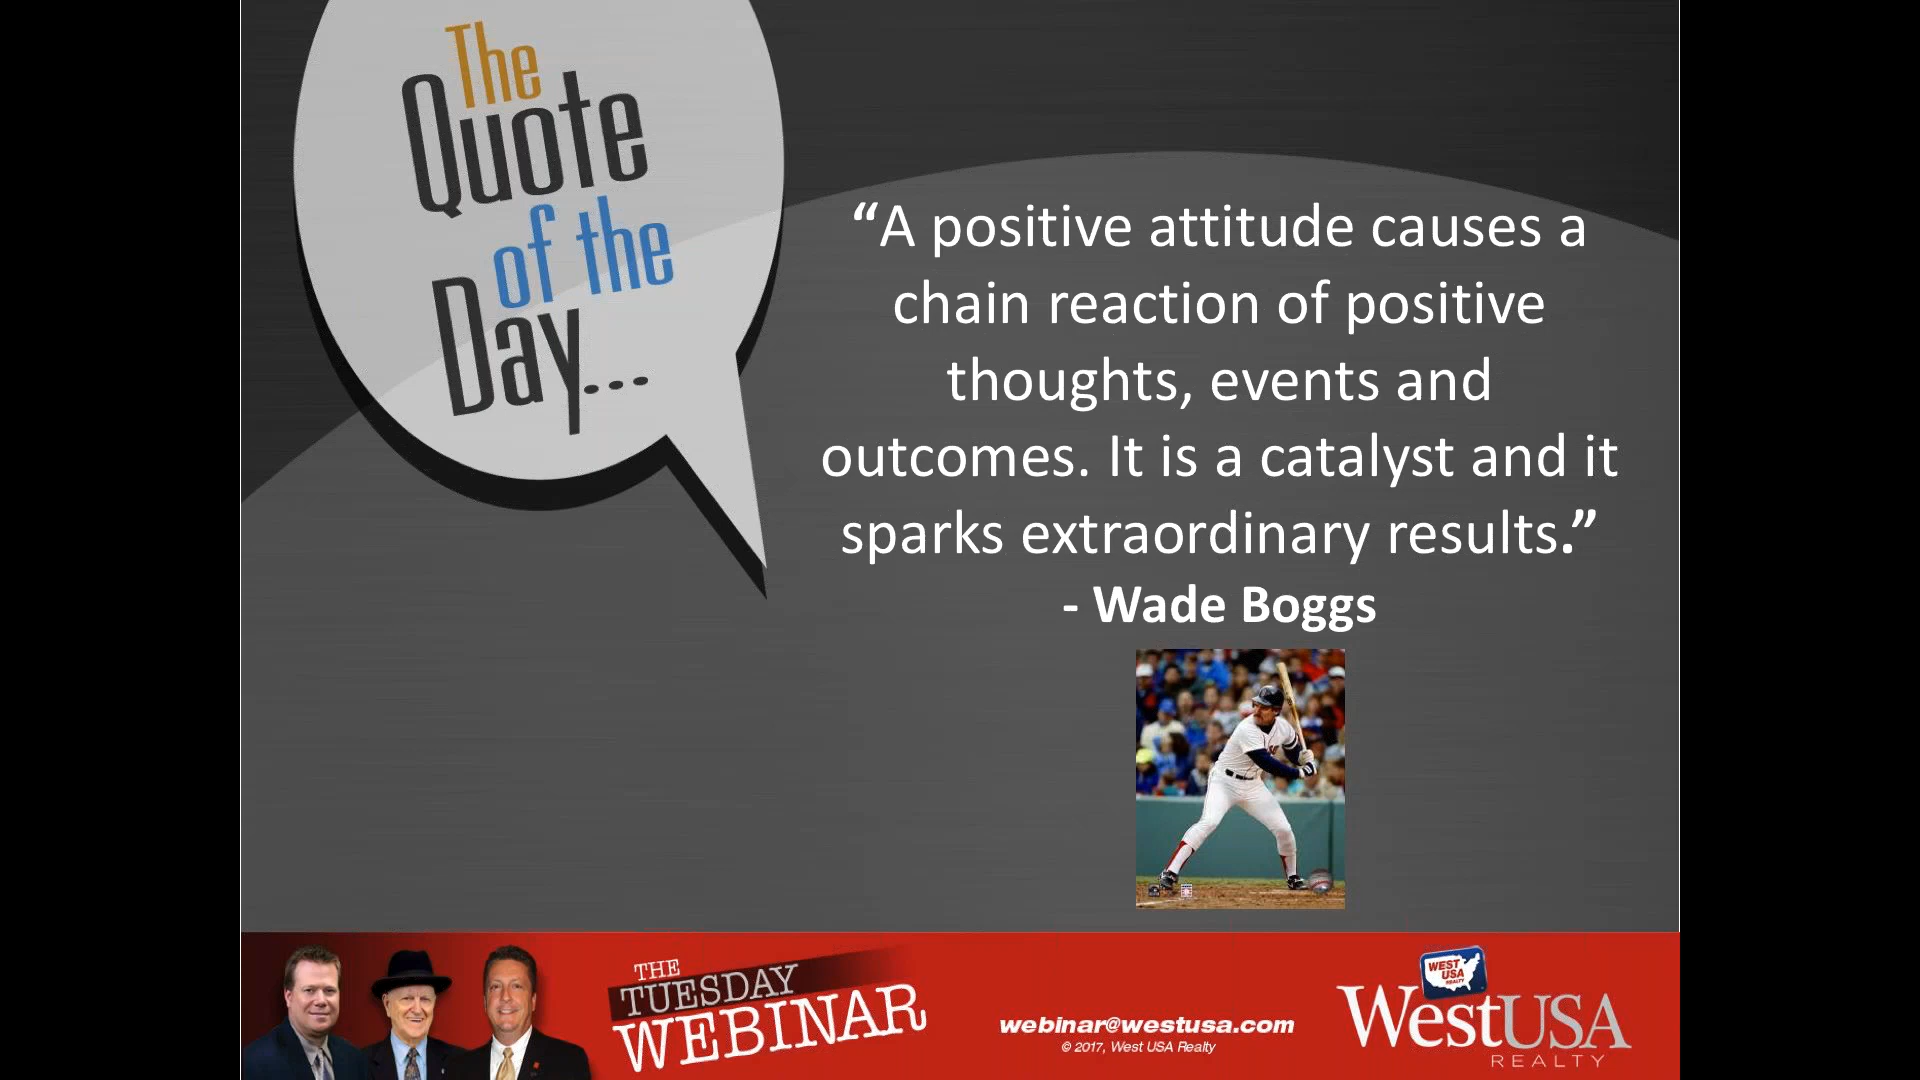 The
Quote
of the
Day...
“A positive attitude causes a
chain reaction of positive
thoughts, events and
outcomes. It is a catalyst and it
sparks extraordinary results.”
- Wade Boggs
THE
TUESDAY
WEBINAR
webinar@westusa.com
© 2017, West USA Realty
WEST
USA
REALTY
WestUSA
REALTY